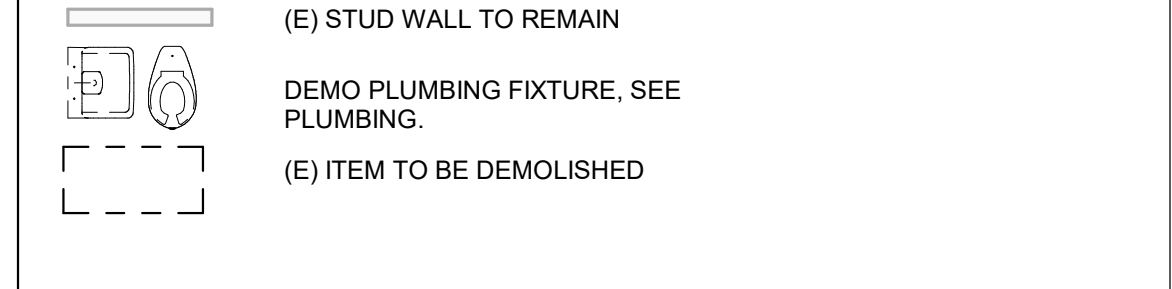 (E) STUD WALL TO REMAIN
DEMO PLUMBING FIXTURE, SEE
PLUMBING.
(E) ITEM TO BE DEMOLISHED